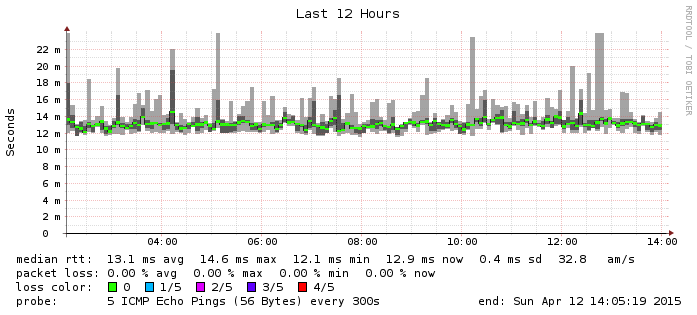 Last 12 Hours
RRDTOOL / TOBI OETIKER
Seconds
22 m
20 m
18 m
16 m
14 m
12 m
10 m
8 m
6 m
4 m
2 m
0
04:00 06:00 08:00 10:00 12:00 14:00
median rtt: 13.1 ms avg 14.6 ms max 12.1 ms min 12.9 ms now 0.4 ms sd 32.8 am/s
packet loss: 0.00 % avg 0.00 % max 0.00 % min 0.00 % now
loss color: 0 1/5 2/5 3/5 4/5
probe: 5 ICMP Echo Pings (56 Bytes) every 300s end: Sun Apr 12 14:05:19 2015